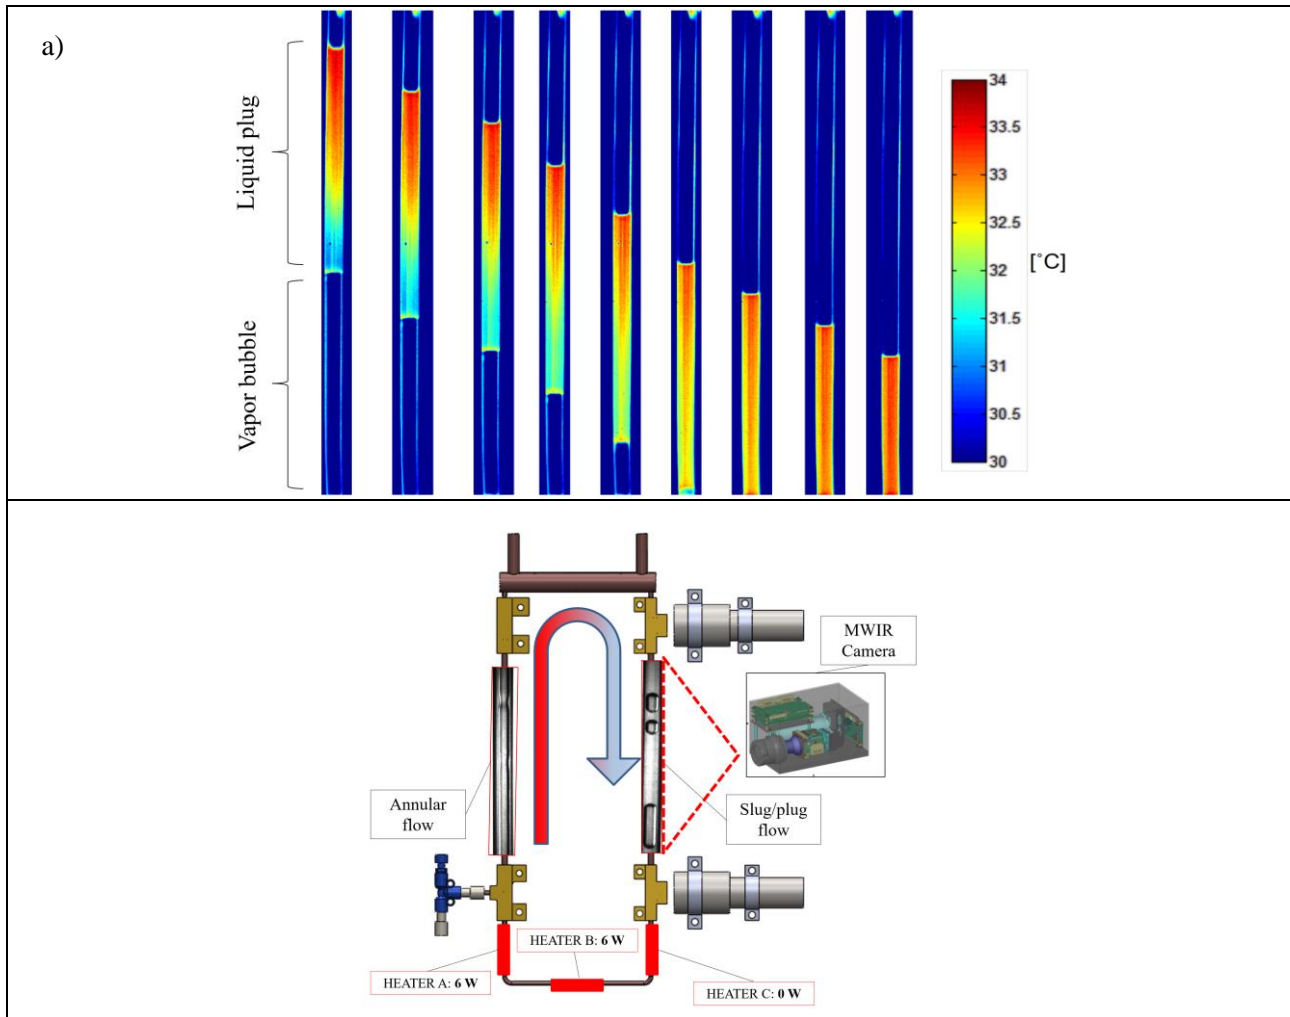 a)
Liquid plug
Vapor bubble
34
33.5
33
32.5
32
[°C]
31.5
31
30.5
30
MWIR
Camera
Annular
flow
Slug/plug
flow
HEATER B: 6 W
HEATER A: 6 W
HEATER C: 0 W